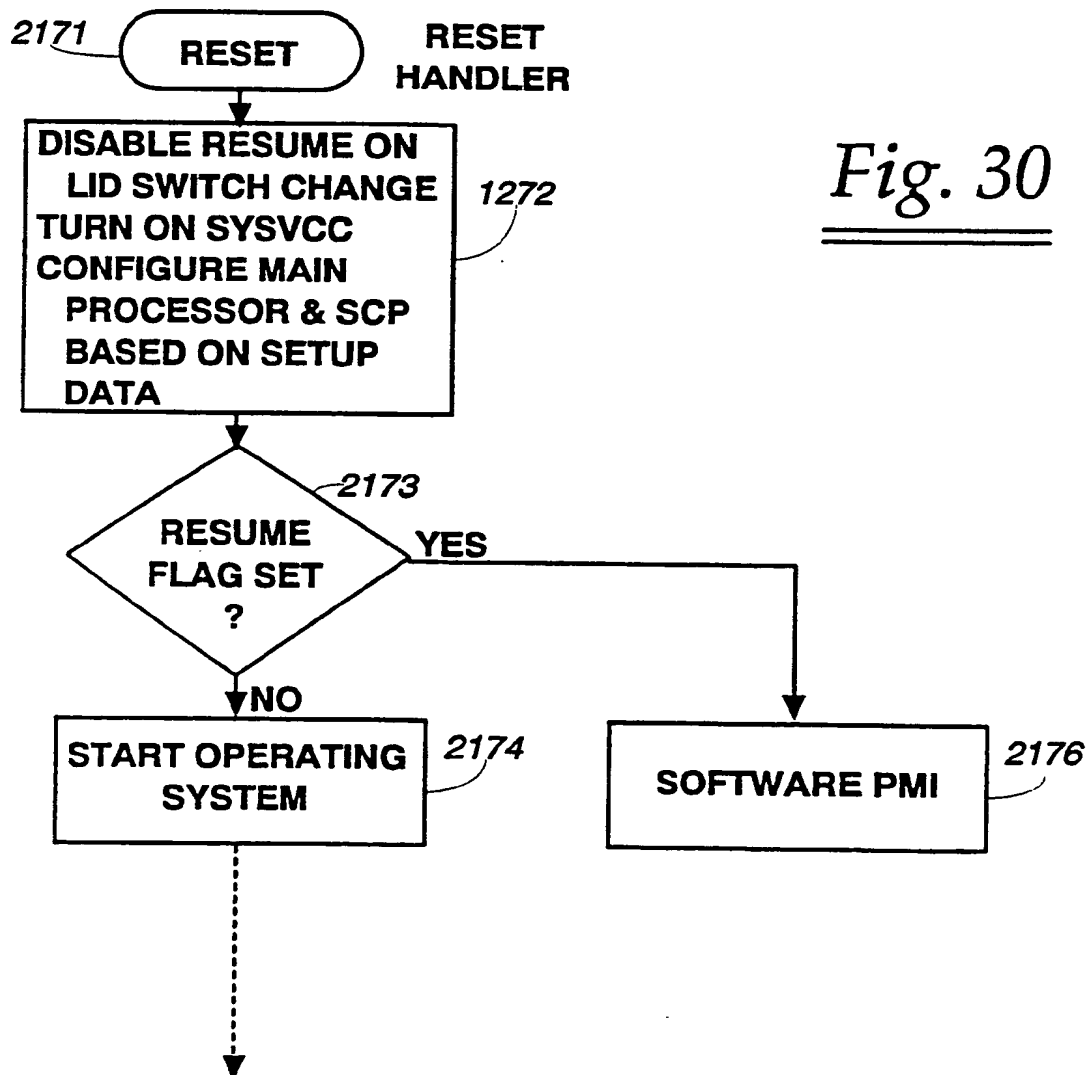 2171
RESET
RESET
HANDLER
DISABLE RESUME ON
LID SWITCH CHANGE
TURN ON SYSVCC
CONFIGURE MAIN
PROCESSOR & SCP
BASED ON SETUP
DATA
1272
Fig. 30
2173
RESUME
FLAG SET
?
YES
NO
START OPERATING
SYSTEM
2174
SOFTWARE PMI
2176